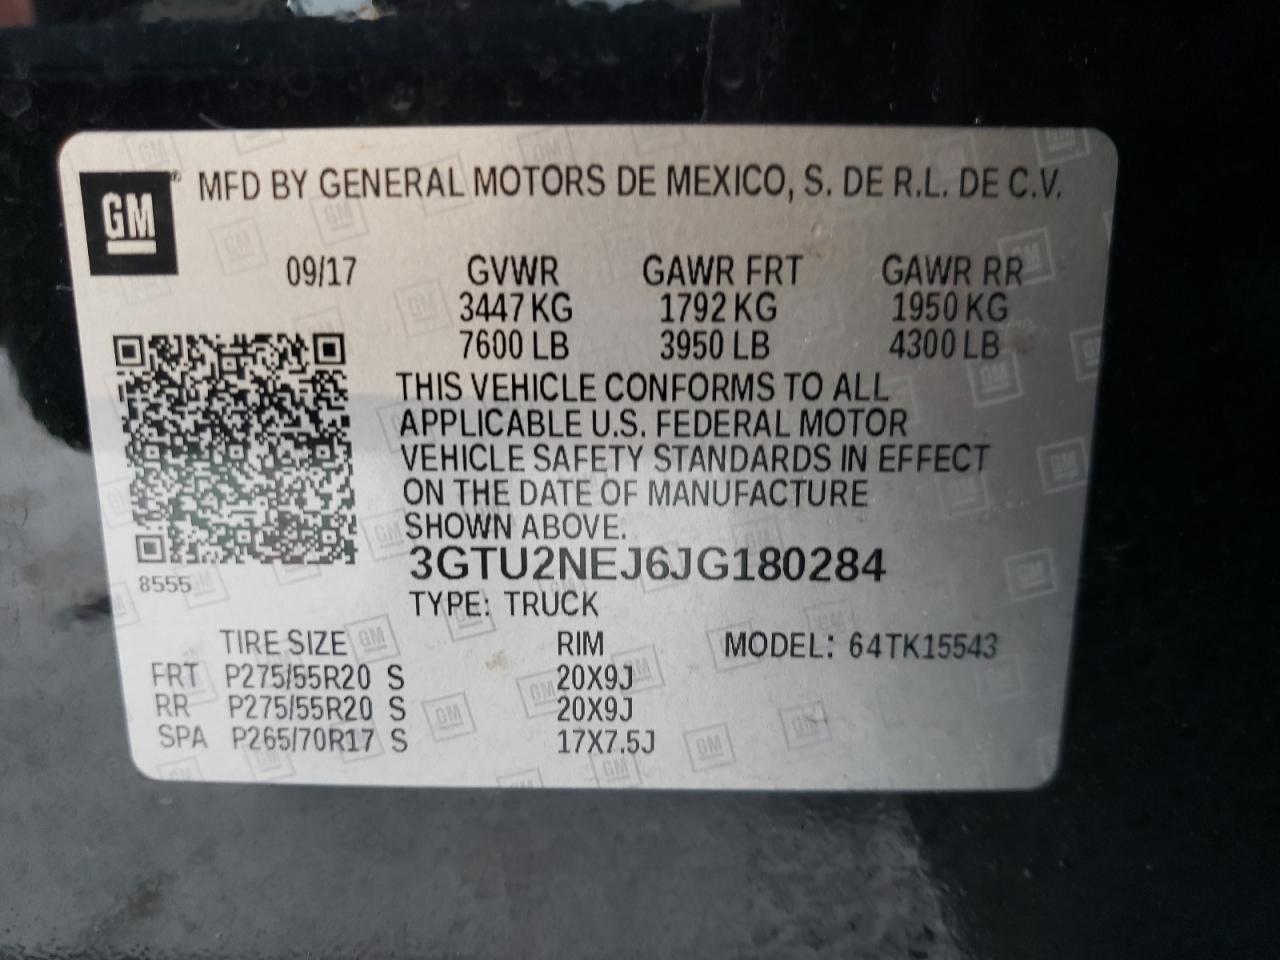 GM ® MFD BY GENERAL MOTORS DE MEXICO, S. DE R.L. DE C.V.
09/17 GVWR GAWR FRT GAWR RR
3447 KG 1792 KG 1950 KG
7600 LB 3950 LB 4300 LB
THIS VEHICLE CONFORMS TO ALL
APPLICABLE U.S. FEDERAL MOTOR
VEHICLE SAFETY STANDARDS IN EFFECT
ON THE DATE OF MANUFACTURE
SHOWN ABOVE.
3GTU2NEJ6JG180284
8555
TYPE: TRUCK
TIRE SIZE RIM MODEL: 64TK15543
FRT P275/55R20 S 20X9J
RR P275/55R20 S 20X9J
SPA P265/70R17 S 17X7.5J